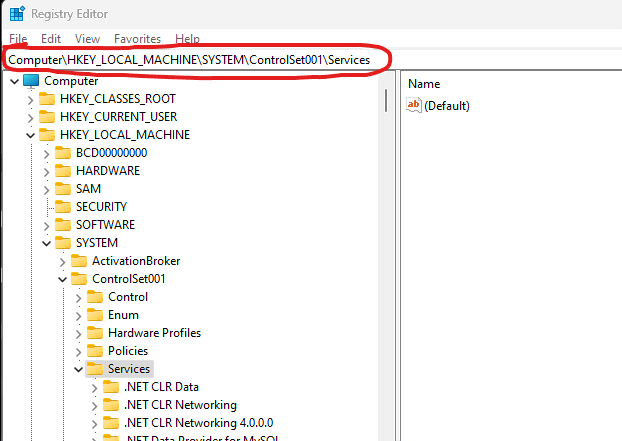 Registry Editor
File Edit View Favorites Help
Computer\HKEY_LOCAL_MACHINE\SYSTEM\ControlSet001\Services
Computer
HKEY_CLASSES_ROOT
HKEY_CURRENT_USER
HKEY_LOCAL_MACHINE
BCD00000000
HARDWARE
SAM
SECURITY
SOFTWARE
SYSTEM
ActivationBroker
ControlSet001
Control
Enum
Hardware Profiles
Policies
Services
.NET CLR Data
.NET CLR Networking
.NET CLR Networking 4.0.0.0
.NET Data Provider for MySQL
Name
ab (Default)